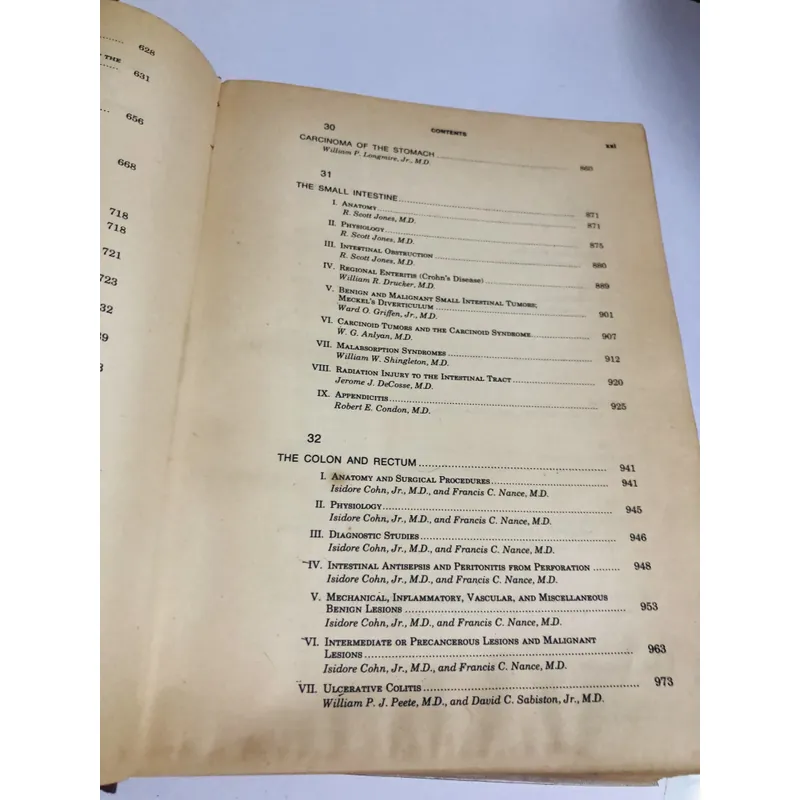 628
THE
631
656
668
718
718
721
723
32
39
3
30
CONTENTS
xxi
CARCINOMA OF THE STOMACH
William P. Longmire, Jr., M.D.
860
31
THE SMALL INTESTINE 871
I. ANATOMY 871
R. Scott Jones, M.D.
II. PHYSIOLOGY 875
R. Scott Jones, M.D.
III. INTESTINAL OBSTRUCTION 880
R. Scott Jones, M.D.
IV. REGIONAL ENTERITIS (Crohn's Disease) 889
William R. Drucker, M.D.
V. BENIGN AND MALIGNANT SMALL INTESTINAL TUMORS;
MECKEL'S DIVERTICULUM 901
Ward O. Griffen, Jr., M.D.
VI. CARCINOID TUMORS AND THE CARCINOID SYNDROME 907
W. G. Anlyan, M.D.
VII. MALABSORPTION SYNDROMES 912
William W. Shingleton, M.D.
VIII. RADIATION INJURY TO THE INTESTINAL TRACT 920
Jerome J. DeCosse, M.D.
IX. APPENDICITIS 925
Robert E. Condon, M.D.
32
THE COLON AND RECTUM 941
I. ANATOMY AND SURGICAL PROCEDURES 941
Isidore Cohn, Jr., M.D., and Francis C. Nance, M.D.
II. PHYSIOLOGY 945
Isidore Cohn, Jr., M.D., and Francis C. Nance, M.D.
III. DIAGNOSTIC STUDIES 946
Isidore Cohn, Jr., M.D., and Francis C. Nance, M.D.
IV. INTESTINAL ANTISEPSIS AND PERITONITIS FROM PERFORATION 948
Isidore Cohn, Jr., M.D., and Francis C. Nance, M.D.
V. MECHANICAL, INFLAMMATORY, VASCULAR, AND MISCELLANEOUS
BENIGN LESIONS 953
Isidore Cohn, Jr., M.D., and Francis C. Nance, M.D.
VI. INTERMEDIATE OR PRECANCEROUS LESIONS AND MALIGNANT
LESIONS 963
Isidore Cohn, Jr., M.D., and Francis C. Nance, M.D.
VII. ULCERATIVE COLITIS 973
William P. J. Peete, M.D., and David C. Sabiston, Jr., M.D.